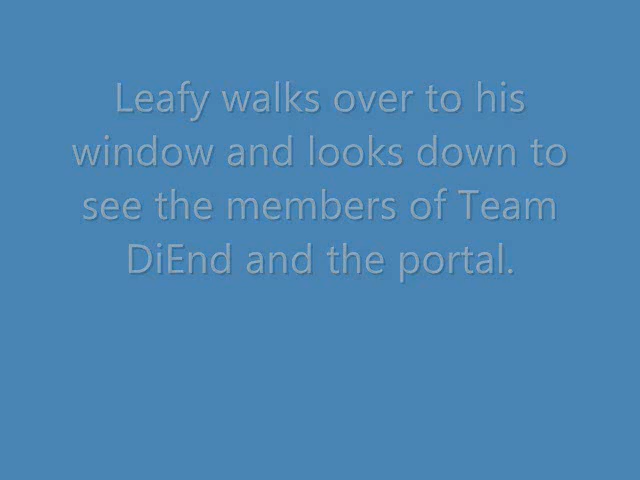 Leafy walks over to his
window and looks down to
see the members of Team
DiEnd and the portal.